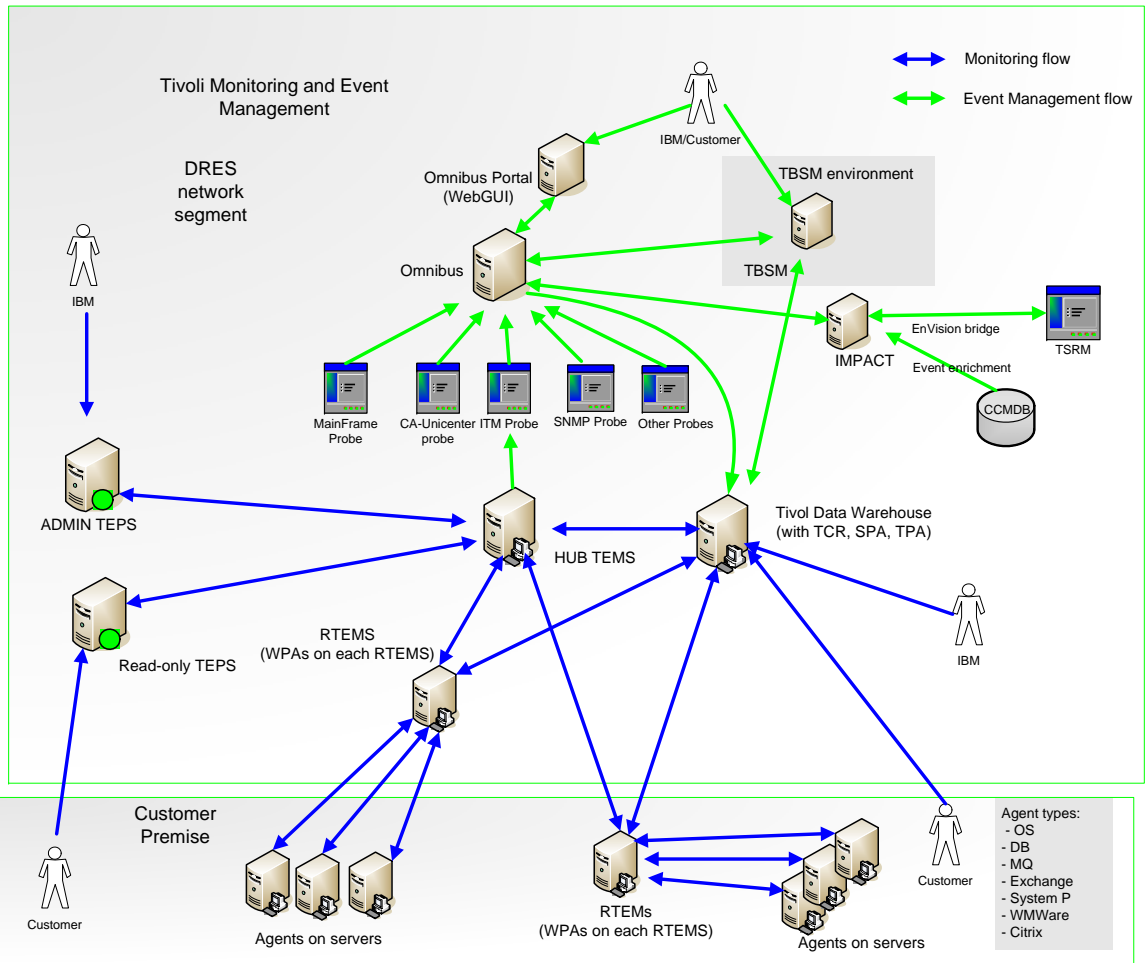 Tivoli Monitoring and Event
Management
Monitoring flow
Event Management flow
IBM/Customer
DRES
network
segment
Omnibus Portal
(WebGUI)
TBSM environment
TBSM
Omnibus
IBM
EnVision bridge
TSRM
IMPACT
Event enrichment
CCMDB
MainFrame
Probe
CA-Unicenter
probe
ITM Probe
SNMP Probe
Other Probes
ADMIN TEPS
HUB TEMS
Tivol Data Warehouse
(with TCR, SPA, TPA)
Read-only TEPS
RTEMS
(WPAs on each RTEMS)
IBM
Customer
Premise
Customer
Agents on servers
RTEMs
(WPAs on each RTEMS)
Agents on servers
Customer
Agent types:
- OS
- DB
- MQ
- Exchange
- System P
- WMWare
- Citrix